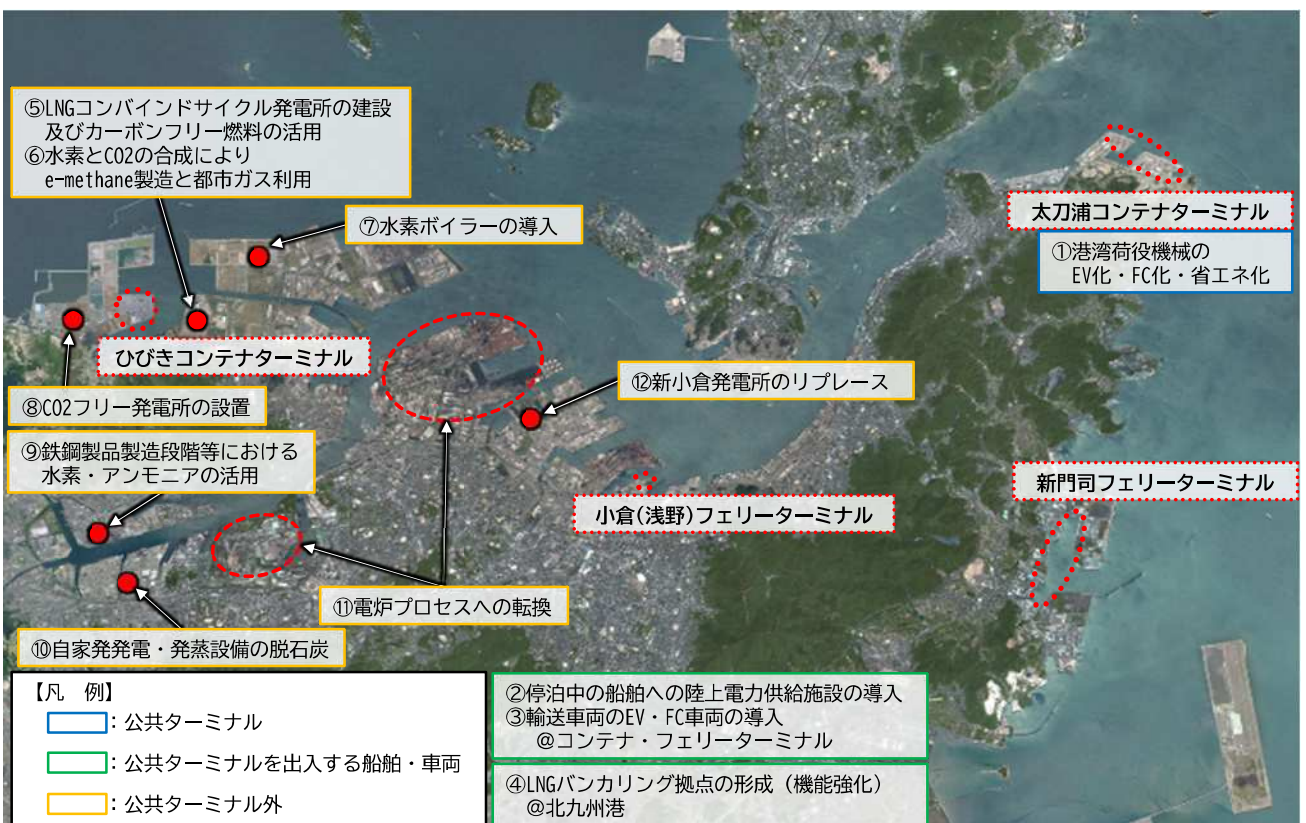 ⑤LNGコンバインドサイクル発電所の建設
及びカーボンフリー燃料の活用
⑥水素とCO2の合成により
e-methane製造と都市ガス利用
⑦水素ボイラーの導入
太刀浦コンテナターミナル
①港湾荷役機械の
EV化・FC化・省エネ化
ひびきコンテナターミナル
⑫新小倉発電所のリプレース
⑧CO2フリー発電所の設置
⑨鉄鋼製品製造段階等における
水素・アンモニアの活用
新門司フェリーターミナル
小倉(浅野)フェリーターミナル
⑪電炉プロセスへの転換
⑩自家発発電・発蒸設備の脱石炭
【凡　例】
：公共ターミナル
：公共ターミナルを出入する船舶・車両
：公共ターミナル外
②停泊中の船舶への陸上電力供給施設の導入
③輸送車両のEV・FC車両の導入
@コンテナ・フェリーターミナル
④LNGバンカリング拠点の形成（機能強化）
@北九州港